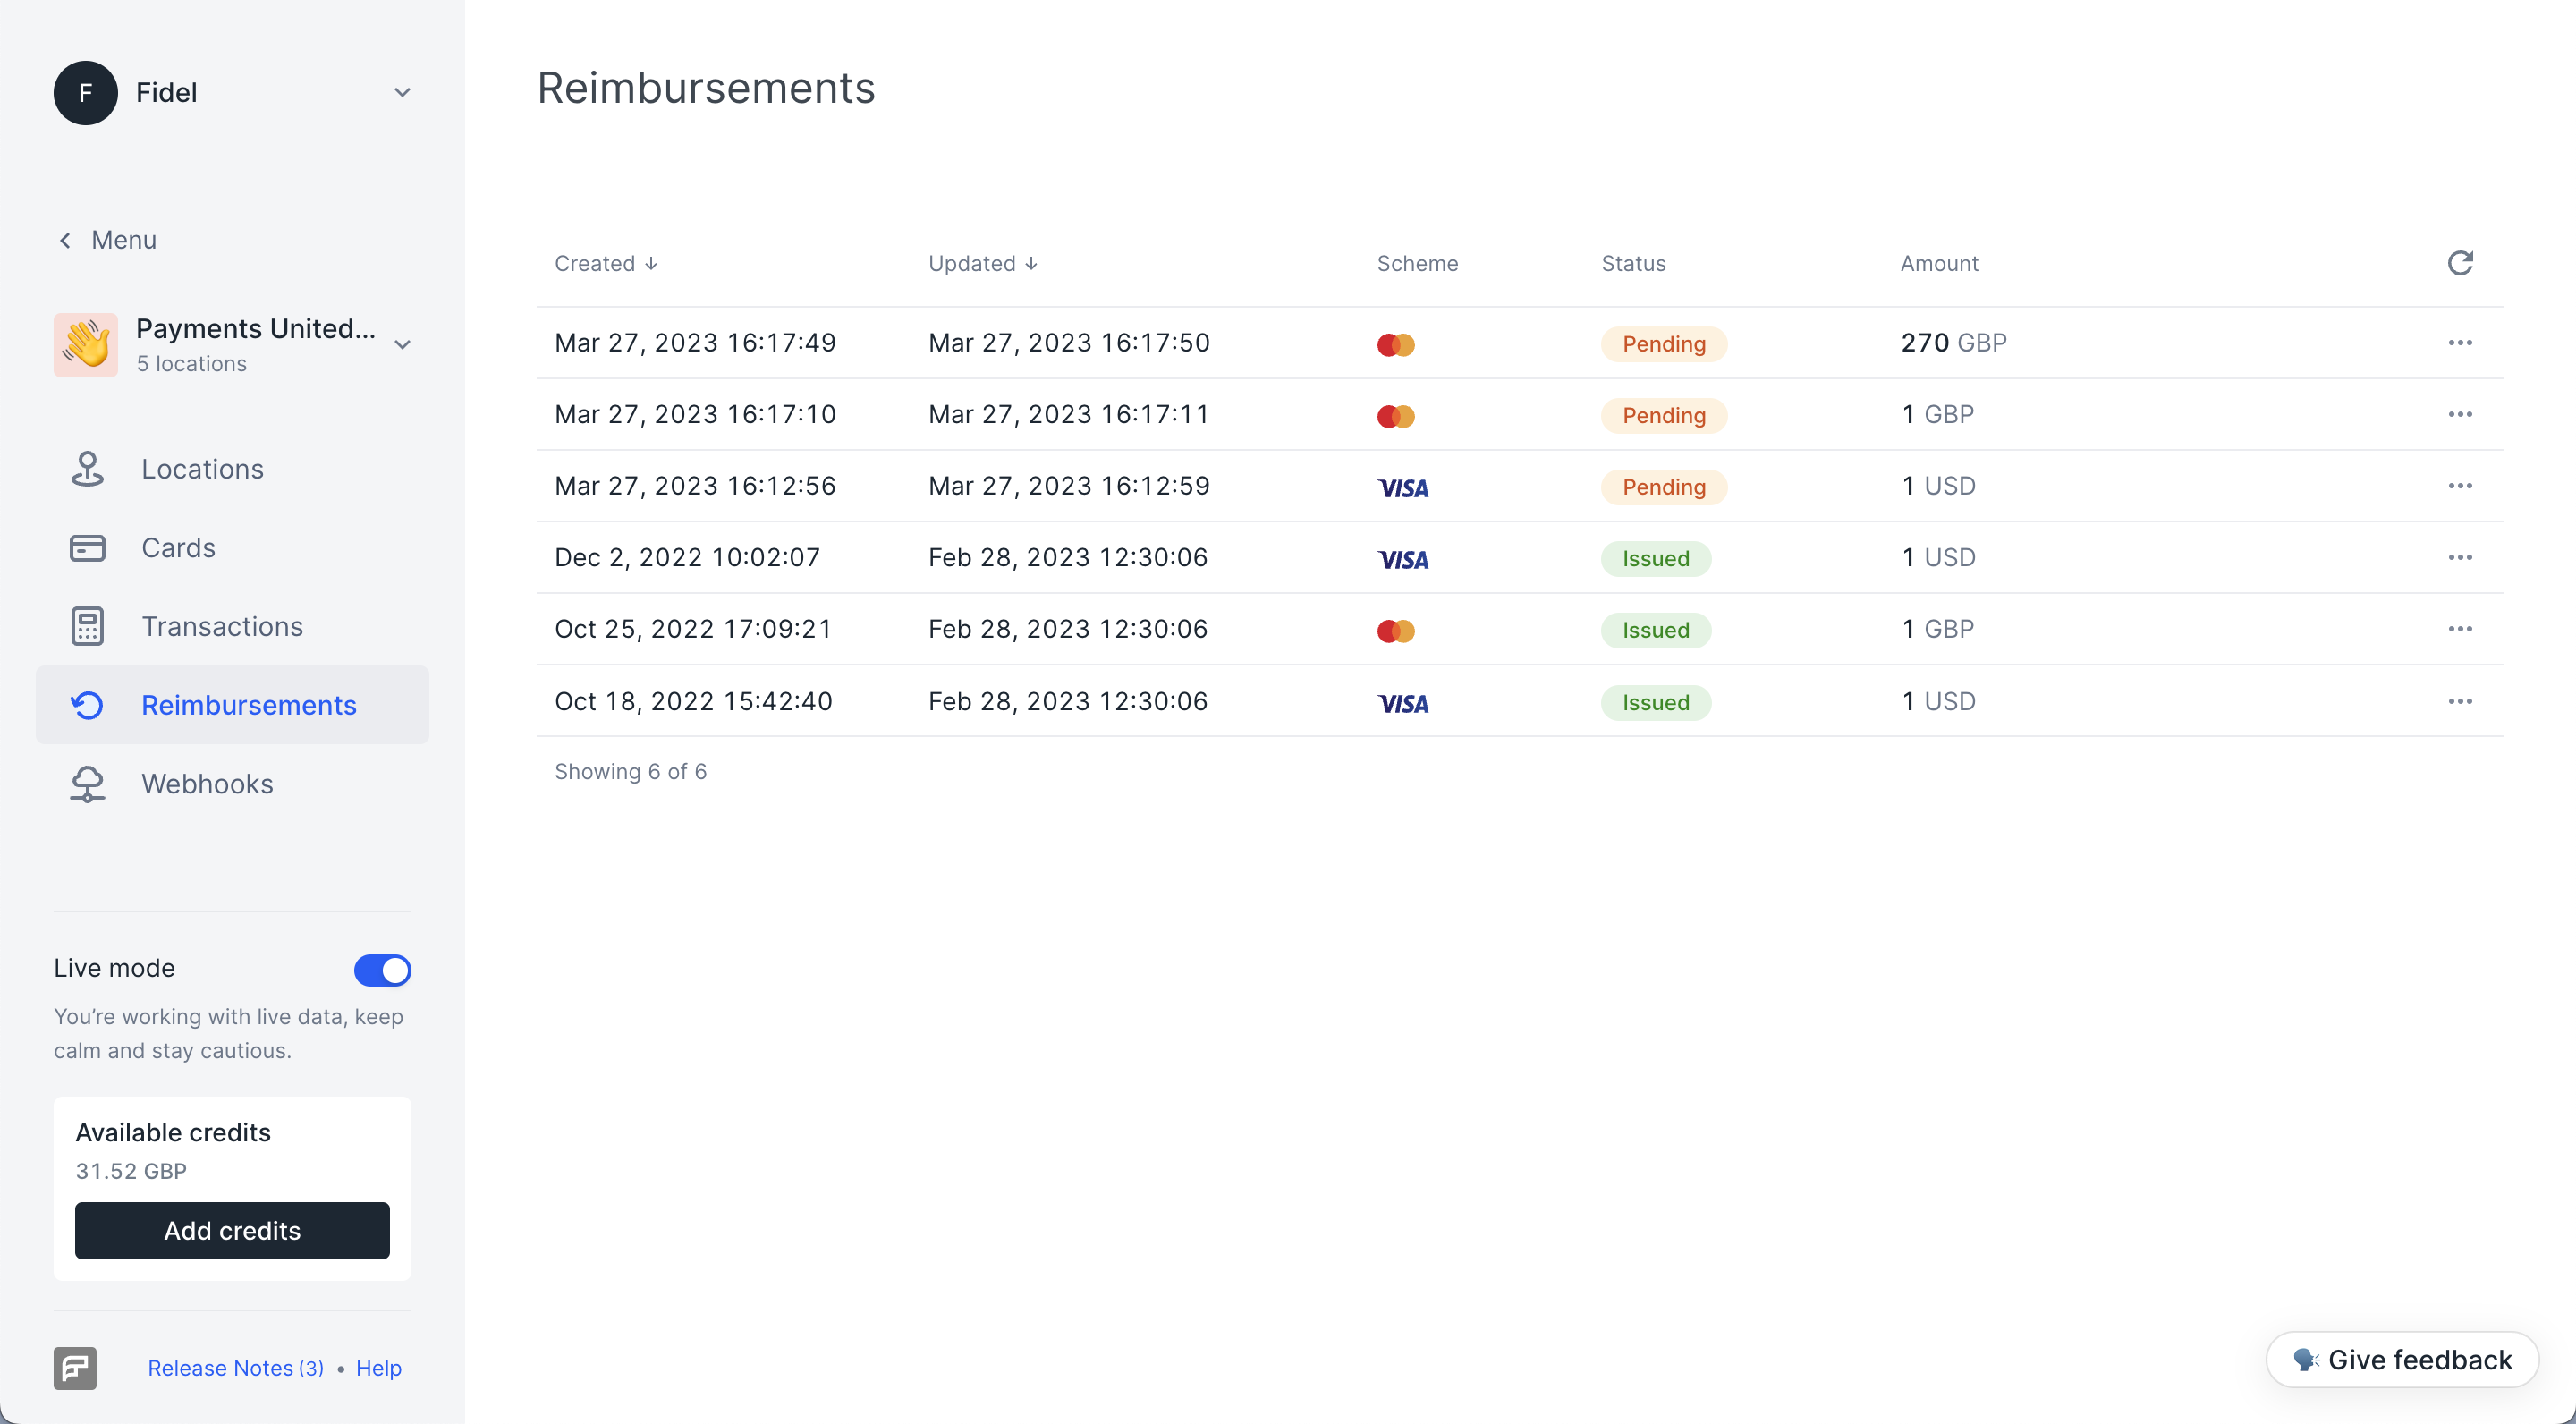 F Fidel
Menu
Payments United...
5 locations
Locations
Cards
Transactions
Reimbursements
Webhooks
Live mode
You’re working with live data, keep
calm and stay cautious.
Available credits
31.52 GBP
Add credits
Release Notes (3) • Help
Reimbursements
Created ↓ Updated ↓ Scheme Status Amount
Mar 27, 2023 16:17:49 Mar 27, 2023 16:17:50 Pending 270 GBP
Mar 27, 2023 16:17:10 Mar 27, 2023 16:17:11 Pending 1 GBP
Mar 27, 2023 16:12:56 Mar 27, 2023 16:12:59 VISA Pending 1 USD
Dec 2, 2022 10:02:07 Feb 28, 2023 12:30:06 VISA Issued 1 USD
Oct 25, 2022 17:09:21 Feb 28, 2023 12:30:06 Issued 1 GBP
Oct 18, 2022 15:42:40 Feb 28, 2023 12:30:06 VISA Issued 1 USD
Showing 6 of 6
Give feedback